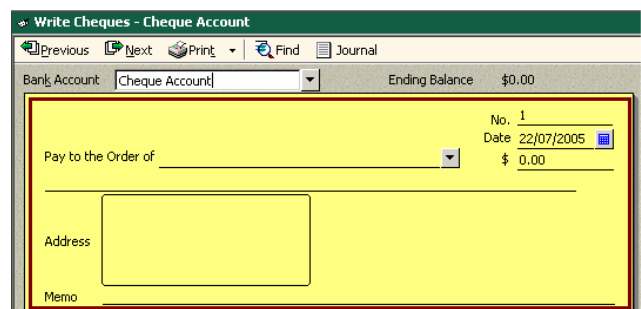 Write Cheques - Cheque Account
Previous Next Print Find Journal
Bank Account Cheque Account Ending Balance $0.00
No. 1
Date 22/07/2005
Pay to the Order of $ 0.00
Address
Memo